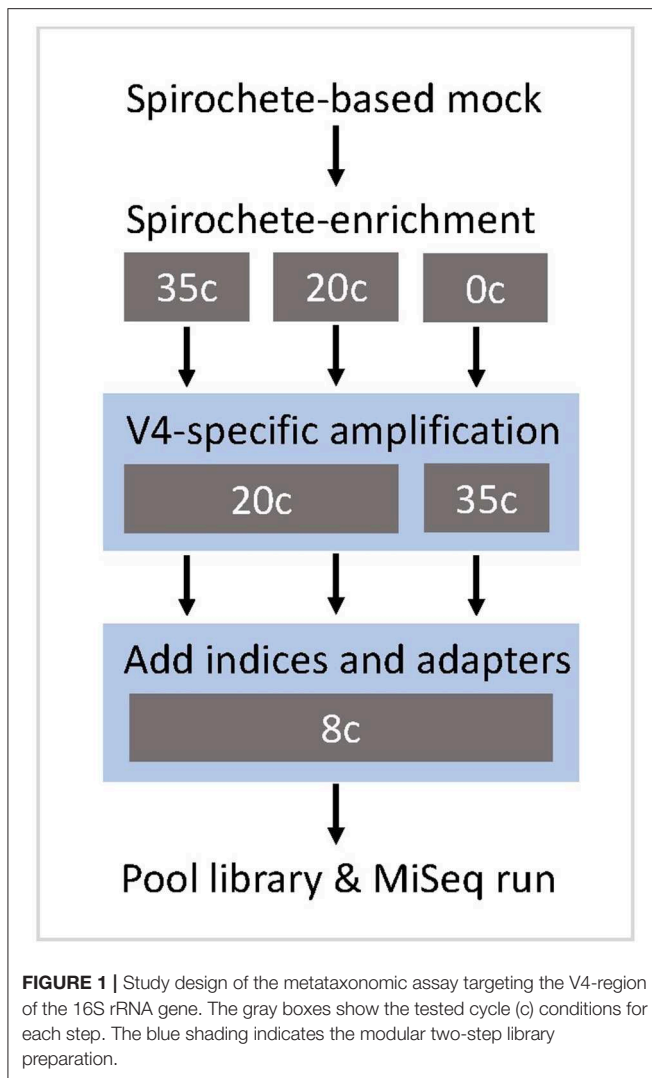 Spirochete-based mock
Spirochete-enrichment
35c 20c 0c
V4-specific amplification
20c 35c
Add indices and adapters
8c
Pool library & MiSeq run
FIGURE 1 | Study design of the metataxonomic assay targeting the V4-region
of the 16S rRNA gene. The gray boxes show the tested cycle (c) conditions for
each step. The blue shading indicates the modular two-step library
preparation.